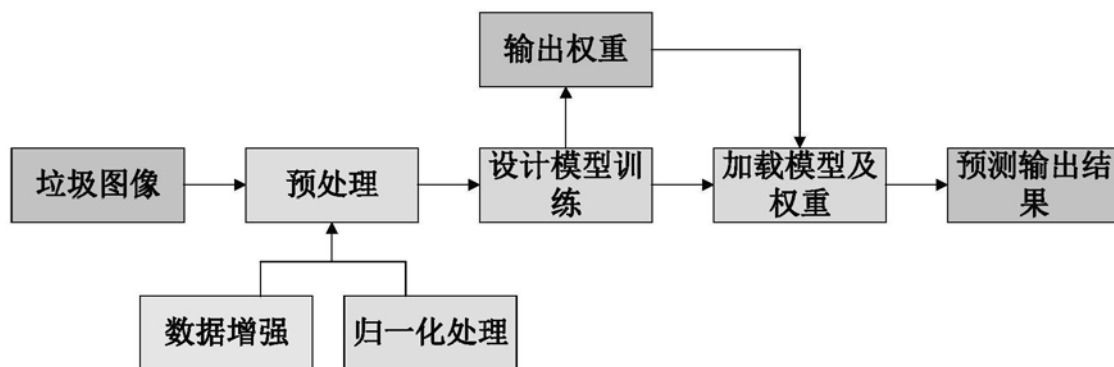 输出权重
垃圾图像
预处理
设计模型训
练
加载模型及
权重
预测输出结
果
数据增强
归一化处理